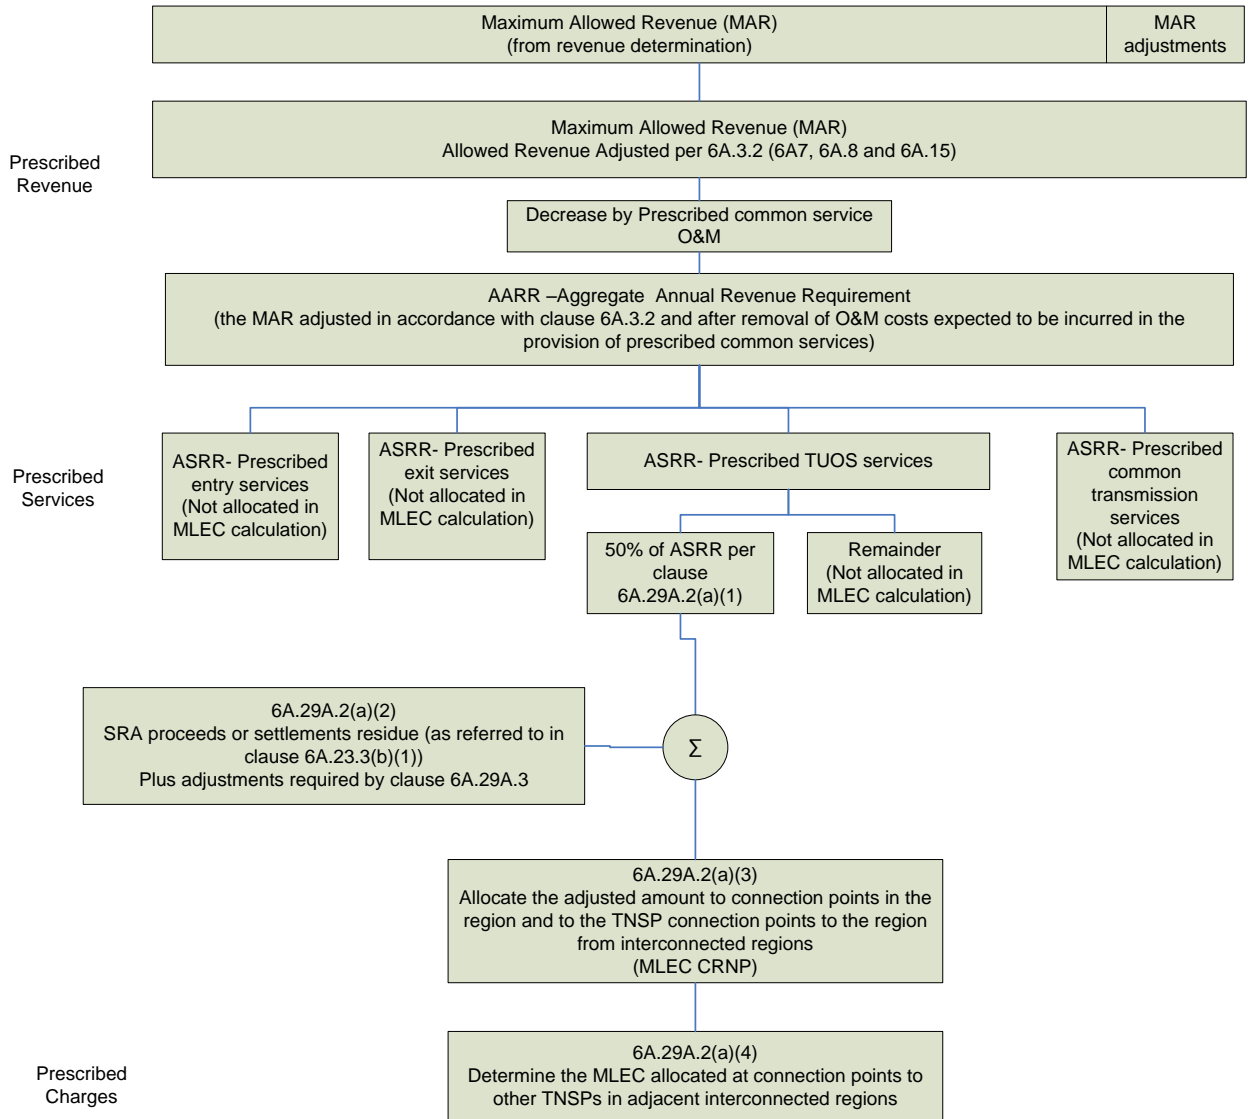 Maximum Allowed Revenue (MAR)
(from revenue determination)
MAR
adjustments
Prescribed
Revenue
Maximum Allowed Revenue (MAR)
Allowed Revenue Adjusted per 6A.3.2 (6A7, 6A.8 and 6A.15)
Decrease by Prescribed common service
O&M
AARR –Aggregate Annual Revenue Requirement
(the MAR adjusted in accordance with clause 6A.3.2 and after removal of O&M costs expected to be incurred in the
provision of prescribed common services)
Prescribed
Services
ASRR- Prescribed
entry services
(Not allocated in
MLEC calculation)
ASRR- Prescribed
exit services
(Not allocated in
MLEC calculation)
ASRR- Prescribed TUOS services
ASRR- Prescribed
common
transmission
services
(Not allocated in
MLEC calculation)
50% of ASRR per
clause
6A.29A.2(a)(1)
Remainder
(Not allocated in
MLEC calculation)
6A.29A.2(a)(2)
SRA proceeds or settlements residue (as referred to in
clause 6A.23.3(b)(1))
Plus adjustments required by clause 6A.29A.3
Σ
6A.29A.2(a)(3)
Allocate the adjusted amount to connection points in the
region and to the TNSP connection points to the region
from interconnected regions
(MLEC CRNP)
Prescribed
Charges
6A.29A.2(a)(4)
Determine the MLEC allocated at connection points to
other TNSPs in adjacent interconnected regions